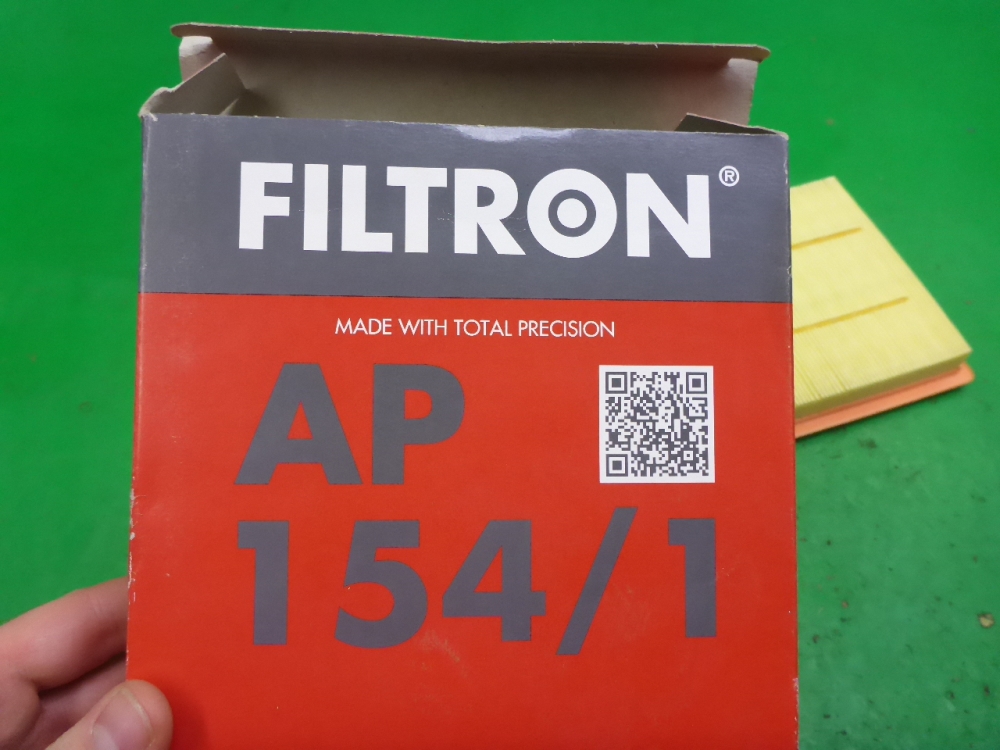 FILTRON®
MADE WITH TOTAL PRECISION
AP
154/1